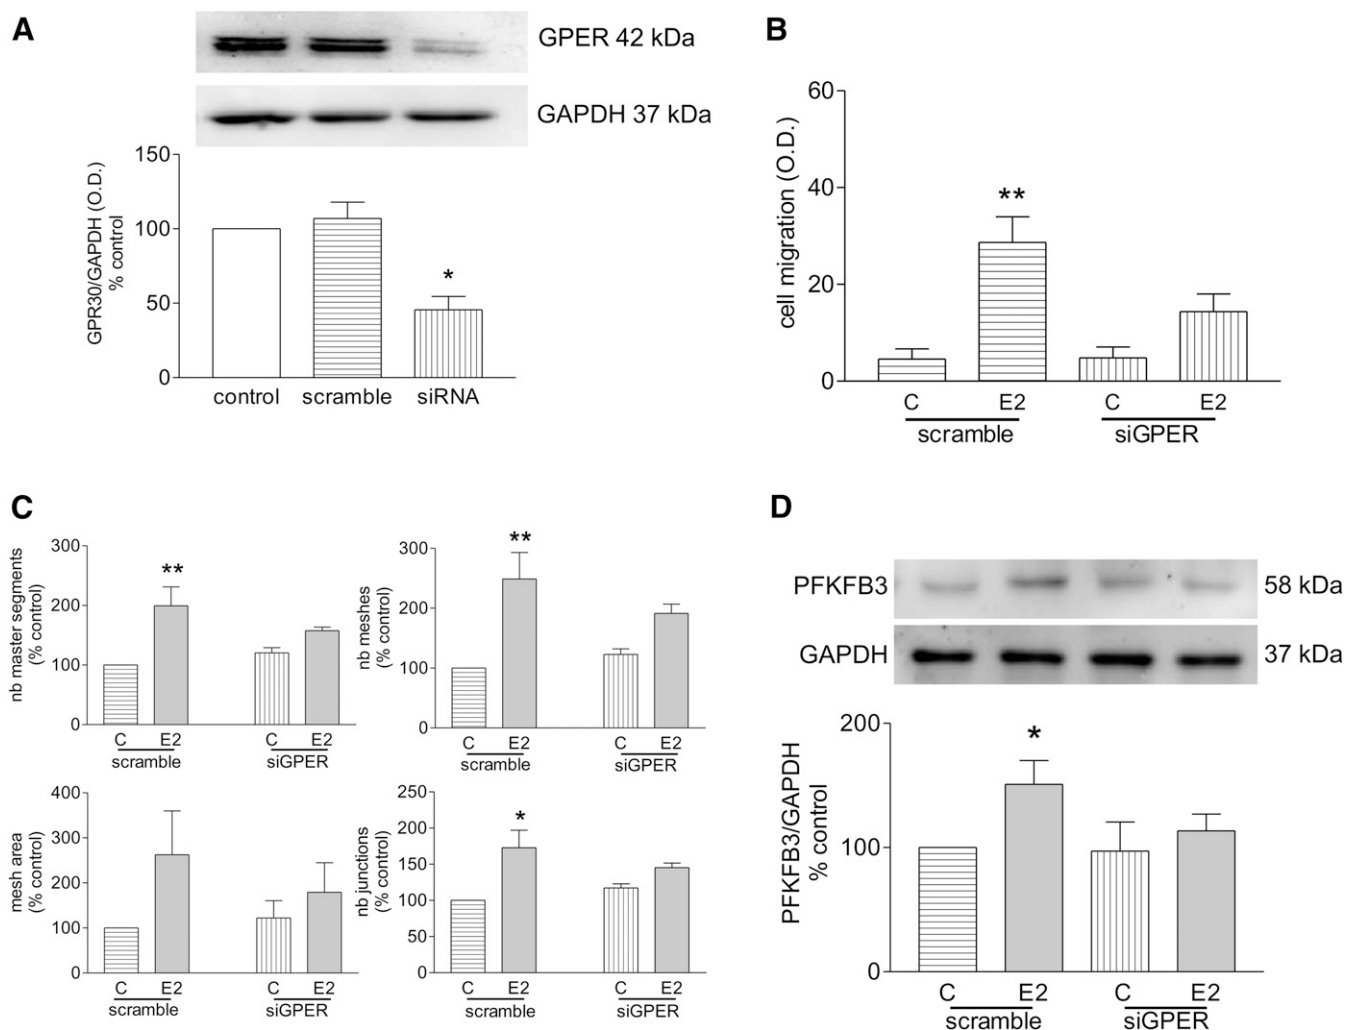 A
GPER 42 kDa
GAPDH 37 kDa
GPR30/GAPDH (O.D.)
% control
150
100
50
0
*
control scramble siRNA
B
cell migration (O.D.)
60
40
20
0
**
C E2 C E2
scramble siGPER
C
nb master segments
(% control)
300
200
100
0
**
C E2 C E2
scramble siGPER
nb meshes
(% control)
300
200
100
0
**
C E2 C E2
scramble siGPER
mesh area
(% control)
400
300
200
100
0
C E2 C E2
scramble siGPER
nb junctions
(% control)
250
200
150
100
50
0
*
C E2 C E2
scramble siGPER
D
PFKFB3 58 kDa
GAPDH 37 kDa
PFKFB3/GAPDH
% control
200
100
0
*
C E2 C E2
scramble siGPER